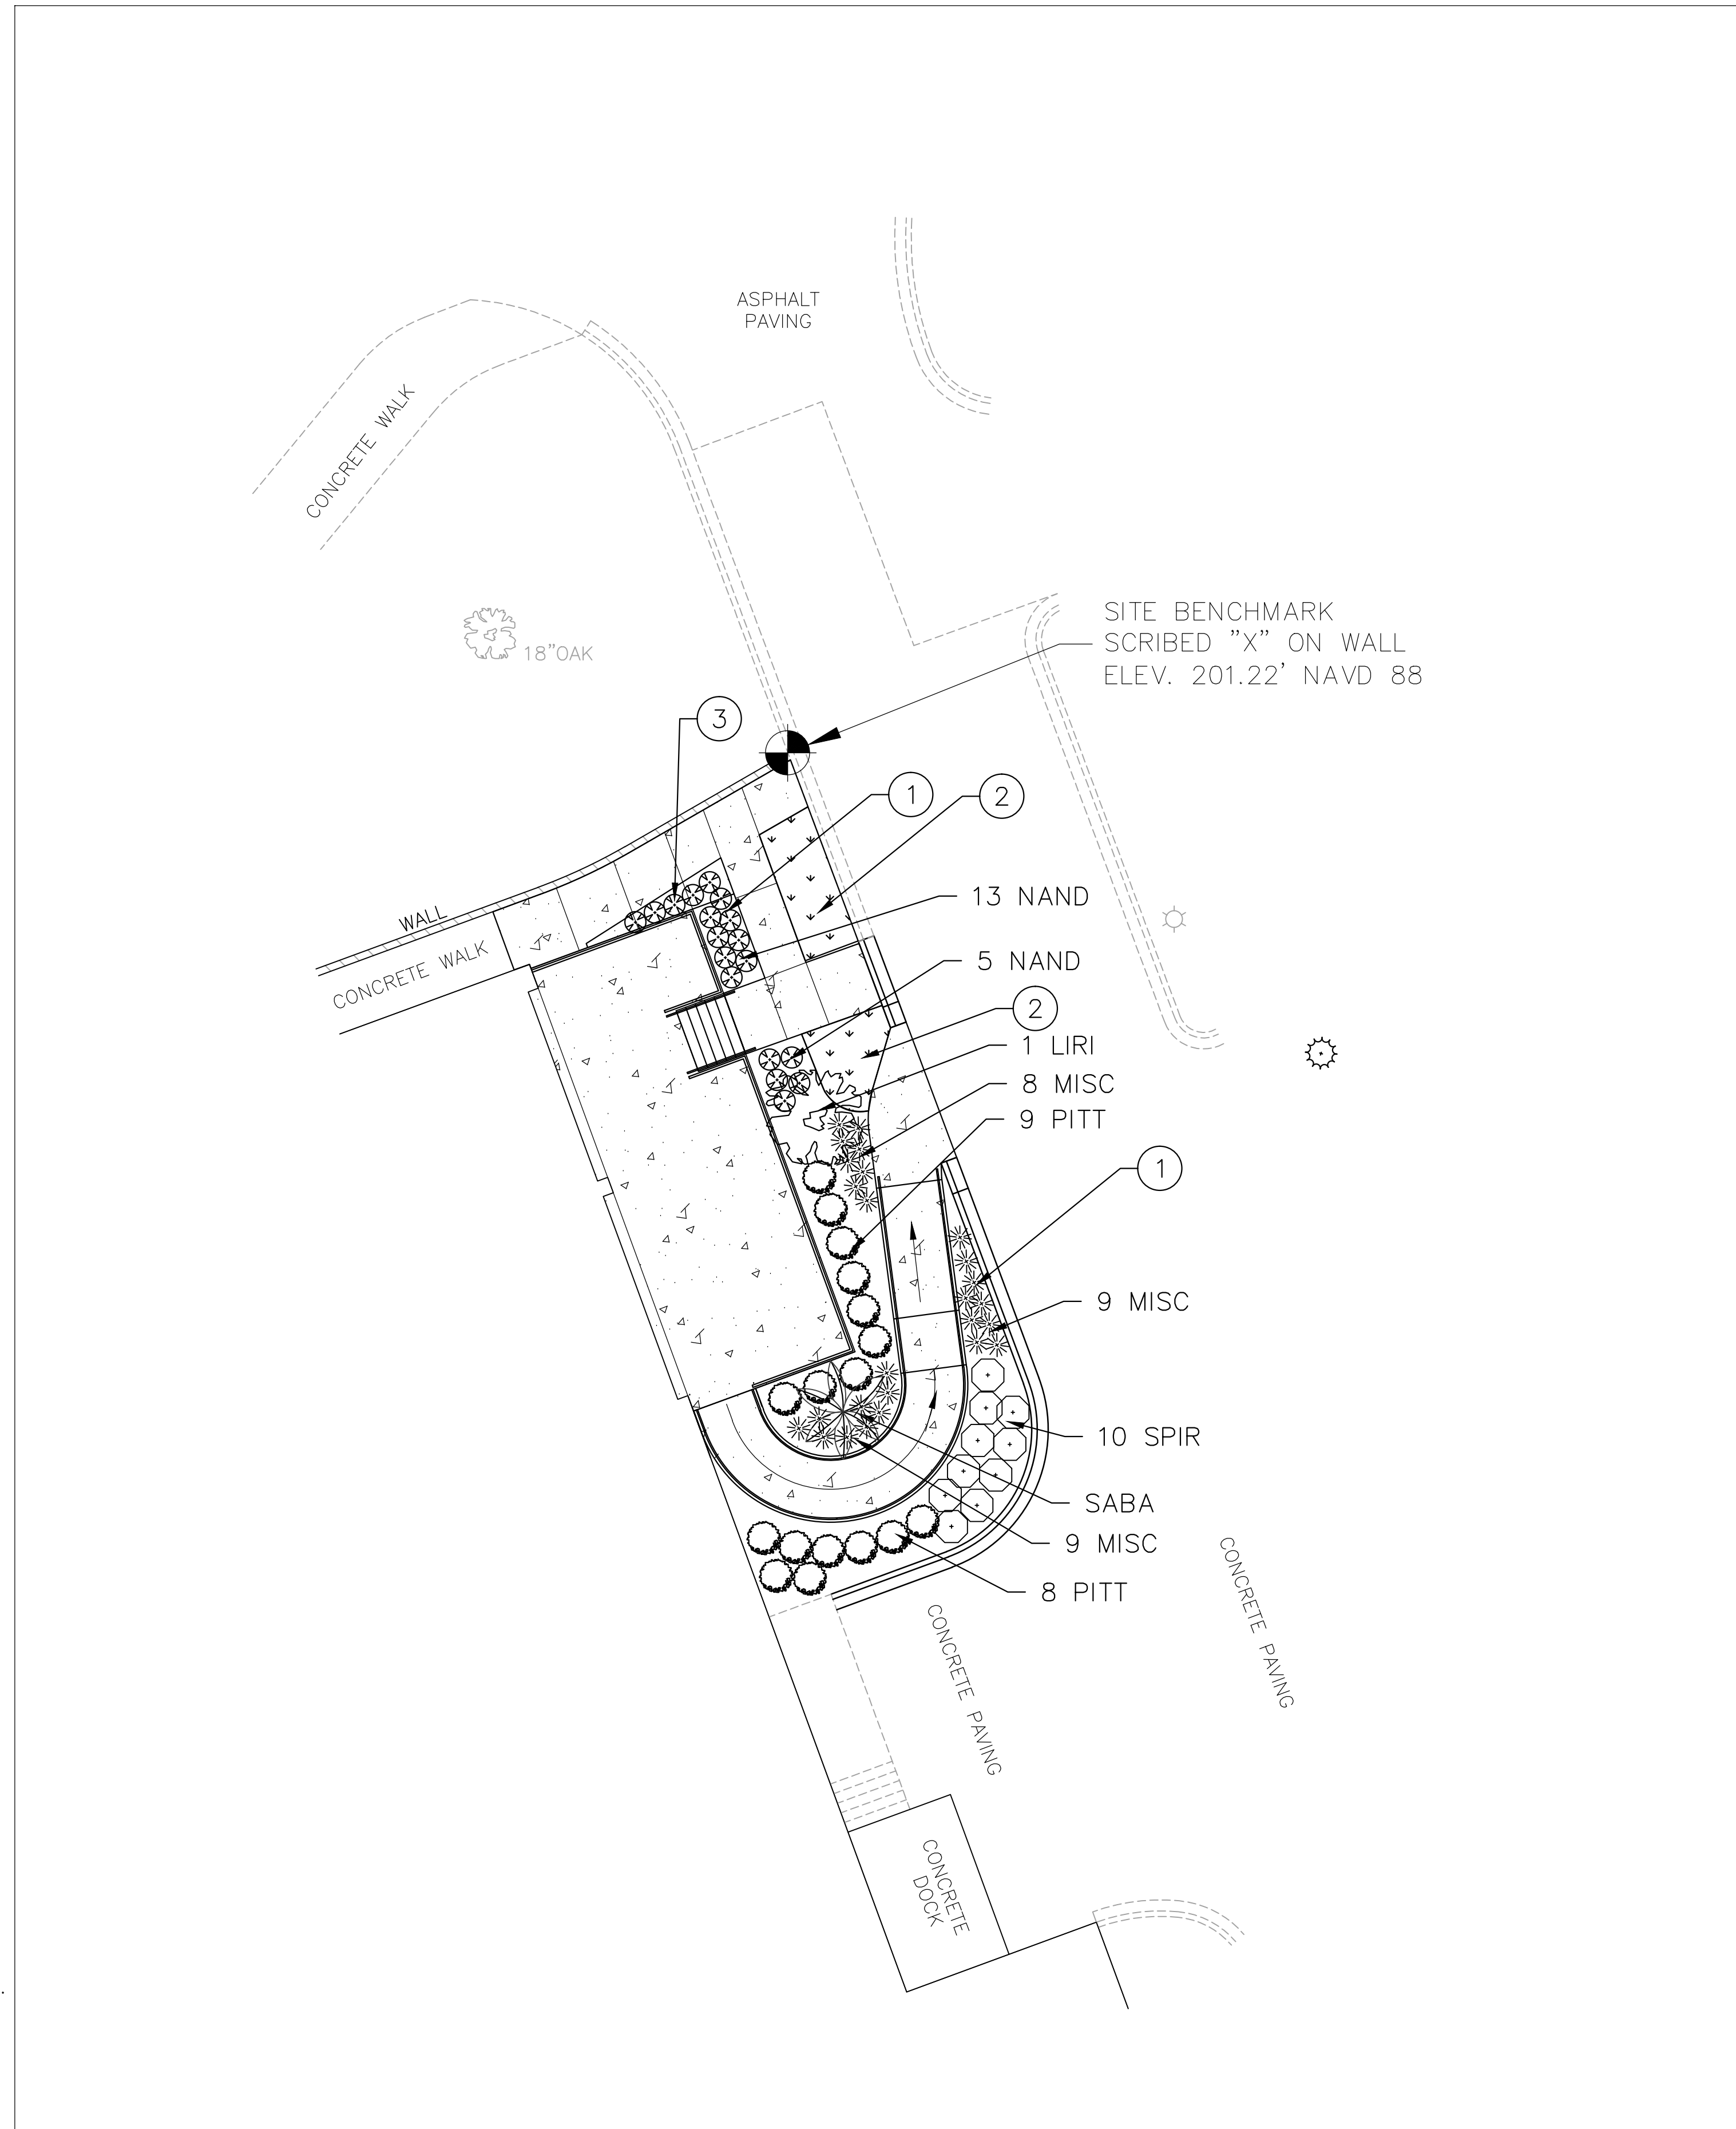 ASPHALT
PAVING
CONCRETE WALK
SITE BENCHMARK
SCRIBED "X" ON WALL
ELEV. 201.22' NAVD 88
18"OAK
3
1
2
13 NAND
WALL
CONCRETE WALK
5 NAND
2
1 LIRI
8 MISC
9 PITT
1
9 MISC
10 SPIR
SABA
9 MISC
8 PITT
CONCRETE PAVING
CONCRETE PAVING
CONCRETE
DOCK